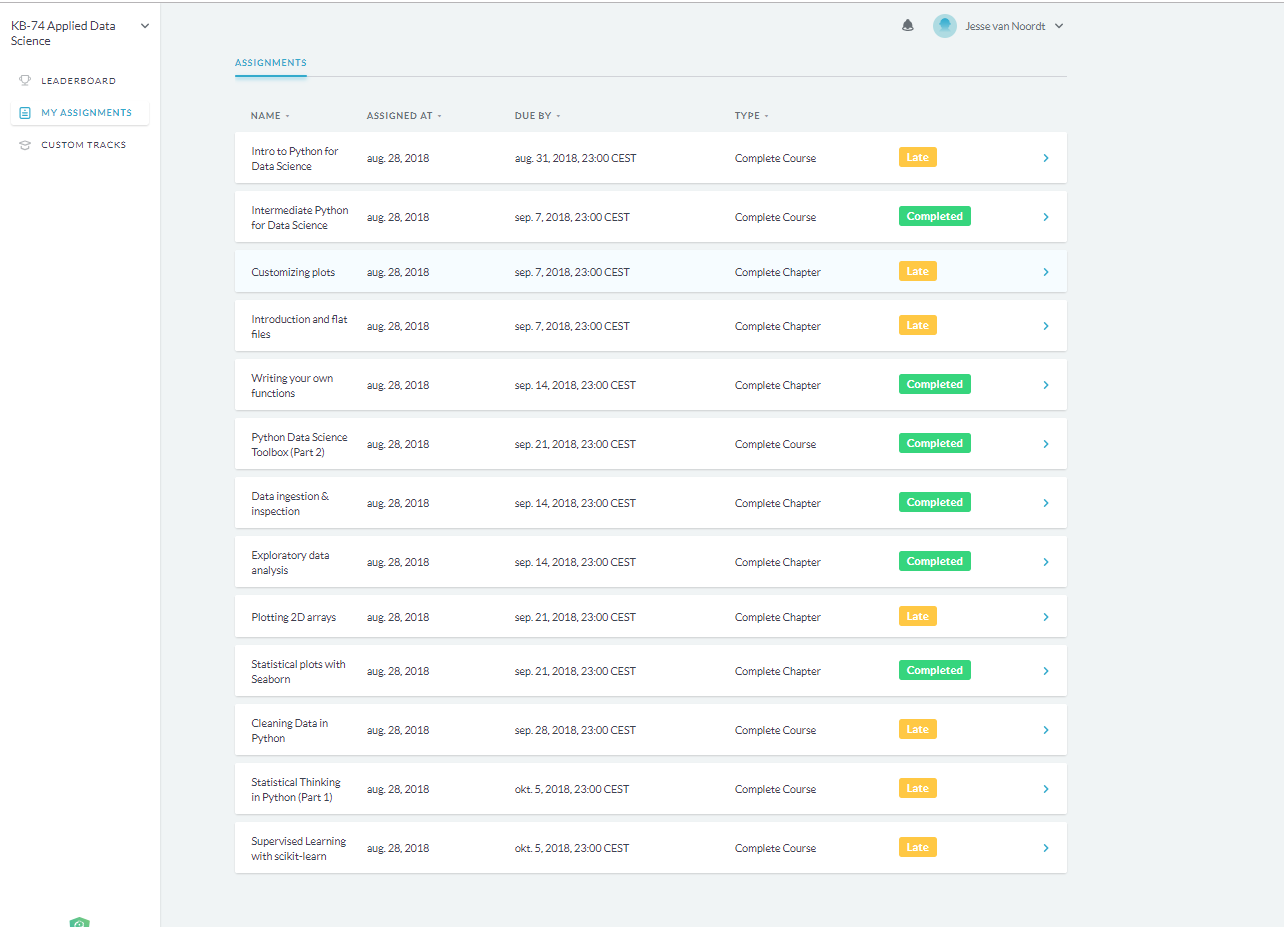 KB-74 Applied Data
Science
Jesse van Noordt
LEADERBOARD
MY ASSIGNMENTS
CUSTOM TRACKS
ASSIGNMENTS
NAME ASSIGNED AT DUE BY TYPE
Intro to Python for
Data Science
aug. 28, 2018 aug. 31, 2018, 23:00 CEST Complete Course Late
Intermediate Python
for Data Science
aug. 28, 2018 sep. 7, 2018, 23:00 CEST Complete Course Completed
Customizing plots aug. 28, 2018 sep. 7, 2018, 23:00 CEST Complete Chapter Late
Introduction and flat
files
aug. 28, 2018 sep. 7, 2018, 23:00 CEST Complete Chapter Late
Writing your own
functions
aug. 28, 2018 sep. 14, 2018, 23:00 CEST Complete Chapter Completed
Python Data Science
Toolbox (Part 2)
aug. 28, 2018 sep. 21, 2018, 23:00 CEST Complete Course Completed
Data ingestion &
inspection
aug. 28, 2018 sep. 14, 2018, 23:00 CEST Complete Chapter Completed
Exploratory data
analysis
aug. 28, 2018 sep. 14, 2018, 23:00 CEST Complete Chapter Completed
Plotting 2D arrays aug. 28, 2018 sep. 21, 2018, 23:00 CEST Complete Chapter Late
Statistical plots with
Seaborn
aug. 28, 2018 sep. 21, 2018, 23:00 CEST Complete Chapter Completed
Cleaning Data in
Python
aug. 28, 2018 sep. 28, 2018, 23:00 CEST Complete Course Late
Statistical Thinking
in Python (Part 1)
aug. 28, 2018 okt. 5, 2018, 23:00 CEST Complete Course Late
Supervised Learning
with scikit-learn
aug. 28, 2018 okt. 5, 2018, 23:00 CEST Complete Course Late